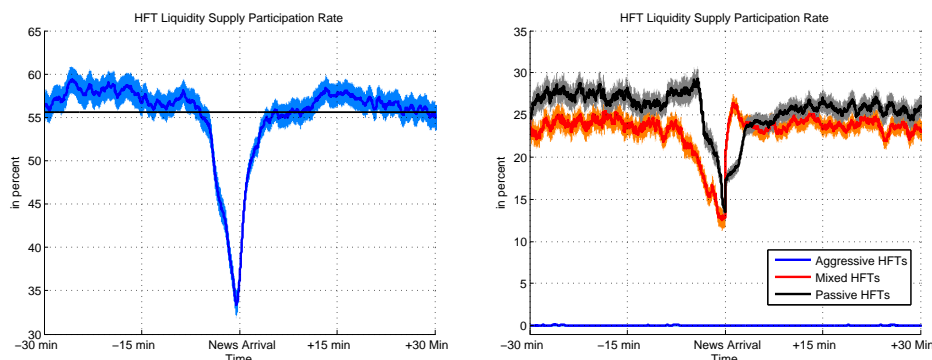 HFT Liquidity Supply Participation Rate
65
60
55
50
45
40
35
30
in percent
−30 min
−15 min
News Arrival
+15 min
+30 Min
Time
HFT Liquidity Supply Participation Rate
35
30
25
20
15
10
5
0
in percent
Aggressive HFTs
Mixed HFTs
Passive HFTs
−30 min
−15 min
News Arrival
+15 min
+30 Min
Time